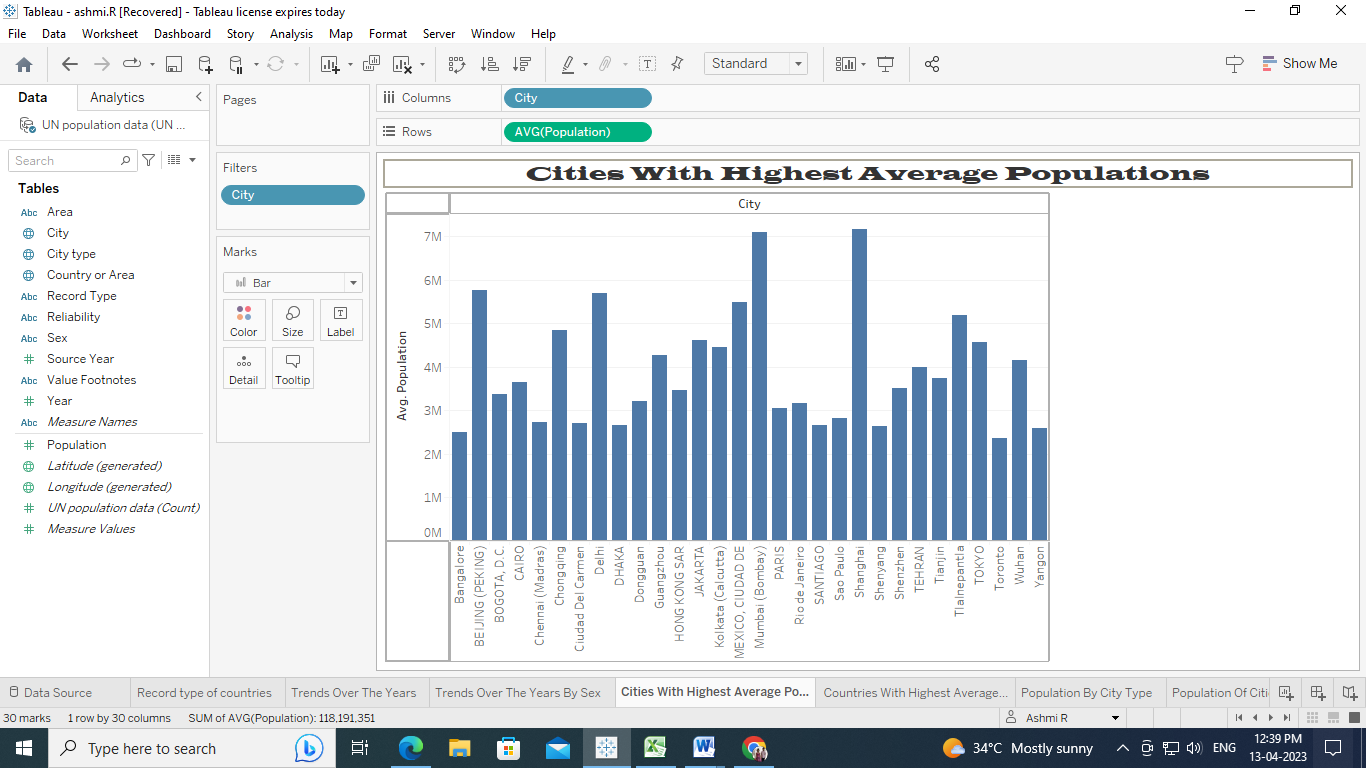 Tableau - ashmi.R [Recovered] - Tableau license expires today
File Data Worksheet Dashboard Story Analysis Map Format Server Window Help
Standard
Show Me
Data Analytics
UN population data (UN ...
Search
Tables
Abc Area
City
City type
Country or Area
Abc Record Type
Abc Reliability
Abc Sex
# Source Year
Abc Value Footnotes
# Year
Abc Measure Names
# Population
Latitude (generated)
Longitude (generated)
# UN population data (Count)
# Measure Values
Pages
Filters
City
Marks
Bar
Color Size Label
Detail Tooltip
Columns City
Rows AVG(Population)
Cities With Highest Average Populations
City
Avg. Population
7M
6M
5M
4M
3M
2M
1M
0M
Bangalore
BEIJING (PEKING)
BOGOTA, D.C.
CAIRO
Chennai (Madras)
Chongqing
Ciudad Del Carmen
Delhi
DHAKA
Dongguan
Guangzhou
HONG KONG SAR
JAKARTA
Kolkata (Calcutta)
MEXICO, CIUDAD DE
Mumbai (Bombay)
PARIS
Rio de Janeiro
SANTIAGO
Sao Paulo
Shanghai
Shenyang
Shenzhen
TEHRAN
Tianjin
Tlalnepantla
TOKYO
Toronto
Wuhan
Yangon
Data Source Record type of countries Trends Over The Years Trends Over The Years By Sex Cities With Highest Average Po... Countries With Highest Average... Population By City Type Population Of Citi
30 marks 1 row by 30 columns SUM of AVG(Population): 118,191,351 Ashmi R
Type here to search
34°C Mostly sunny ENG
12:39 PM
13-04-2023